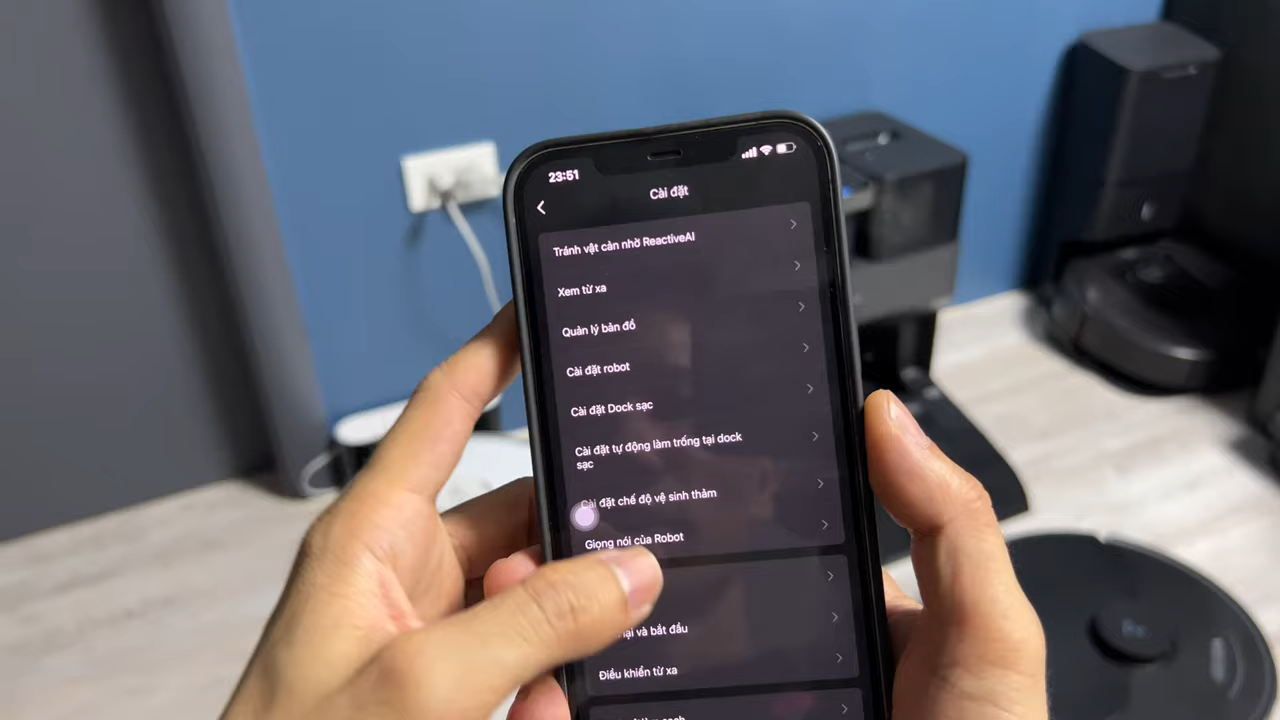 23:51
Cài đặt
Tránh vật cản nhờ ReactiveAI
Xem từ xa
Quản lý bản đồ
Cài đặt robot
Cài đặt Dock sạc
Cài đặt tự động làm trống tại dock
sạc
Cài đặt chế độ vệ sinh thảm
Giọng nói của Robot
lại và bắt đầu
Điều khiển từ xa